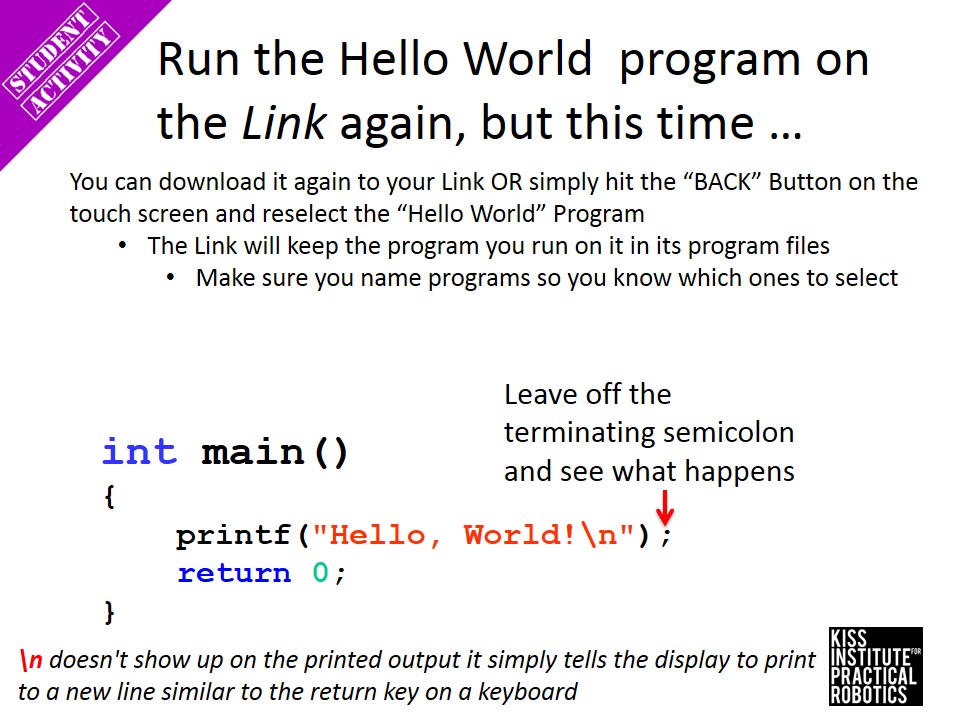 STUDENT
ACTIVITY
Run the Hello World  program on
the Link again, but this time …
You can download it again to your Link OR simply hit the “BACK” Button on the
touch screen and reselect the “Hello World” Program
• The Link will keep the program you run on it in its program files
• Make sure you name programs so you know which ones to select
Leave off the
terminating semicolon
and see what happens
int main()
{
printf("Hello, World!\n");
return 0;
}
\n doesn't show up on the printed output it simply tells the display to print
to a new line similar to the return key on a keyboard
KISS
INSTITUTE FOR
PRACTICAL
ROBOTICS